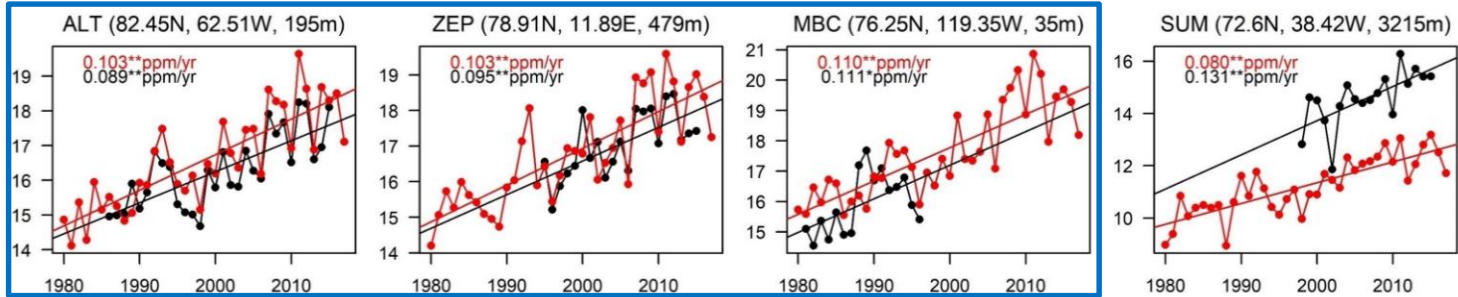 ALT (82.45N, 62.51W, 195m)
0.103**ppm/yr
0.089**ppm/yr
19
18
17
16
15
14
1980 1990 2000 2010
ZEP (78.91N, 11.89E, 479m)
0.103**ppm/yr
0.095**ppm/yr
19
18
17
16
15
14
1980 1990 2000 2010
MBC (76.25N, 119.35W, 35m)
0.110**ppm/yr
0.111*ppm/yr
21
20
19
18
17
16
15
1980 1990 2000 2010
SUM (72.6N, 38.42W, 3215m)
0.080**ppm/yr
0.131**ppm/yr
16
14
12
10
1980 1990 2000 2010